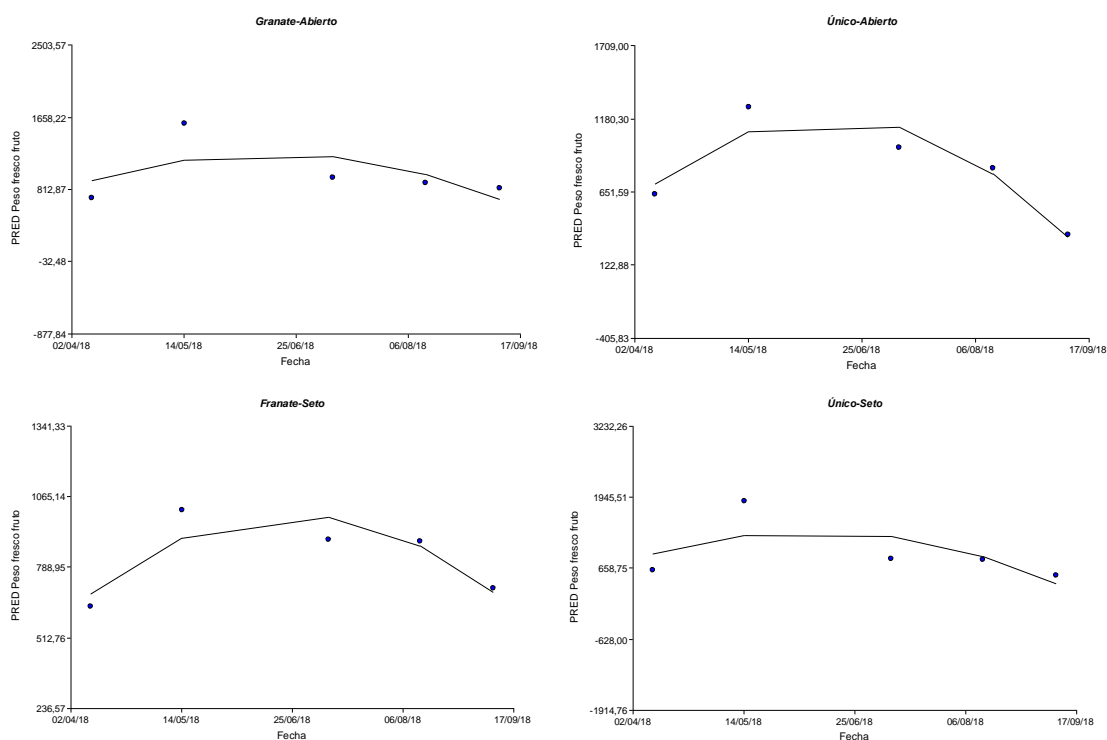 Granate-Abierto
2503,57
1658,22
812,87
-32,48
-877,84
PRED Peso fresco fruto
02/04/18 14/05/18 25/06/18 06/08/18 17/09/18
Fecha
Único-Abierto
1709,00
1180,30
651,59
122,88
-405,83
PRED Peso fresco fruto
02/04/18 14/05/18 25/06/18 06/08/18 17/09/18
Fecha
Franate-Seto
1341,33
1065,14
788,95
512,76
236,57
PRED Peso fresco fruto
02/04/18 14/05/18 25/06/18 06/08/18 17/09/18
Fecha
Único-Seto
3232,26
1945,51
658,75
-628,00
-1914,76
PRED Peso fresco fruto
02/04/18 14/05/18 25/06/18 06/08/18 17/09/18
Fecha